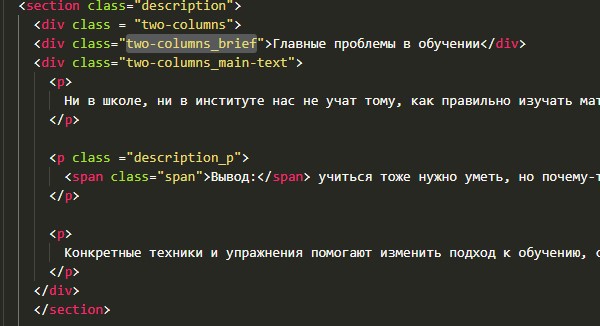 <section class="description">
<div class = "two-columns">
<div class="two-columns_brief">Главные проблемы в обучении</div>
<div class="two-columns_main-text">
<p>
Ни в школе, ни в институте нас не учат тому, как правильно изучать мат
</p>
<p class ="description_p">
<span class="span">Вывод:</span> учиться тоже нужно уметь, но почему-т
</p>
<p>
Конкретные техники и упражнения помогают изменить подход к обучению,
</p>
</div>
</section>